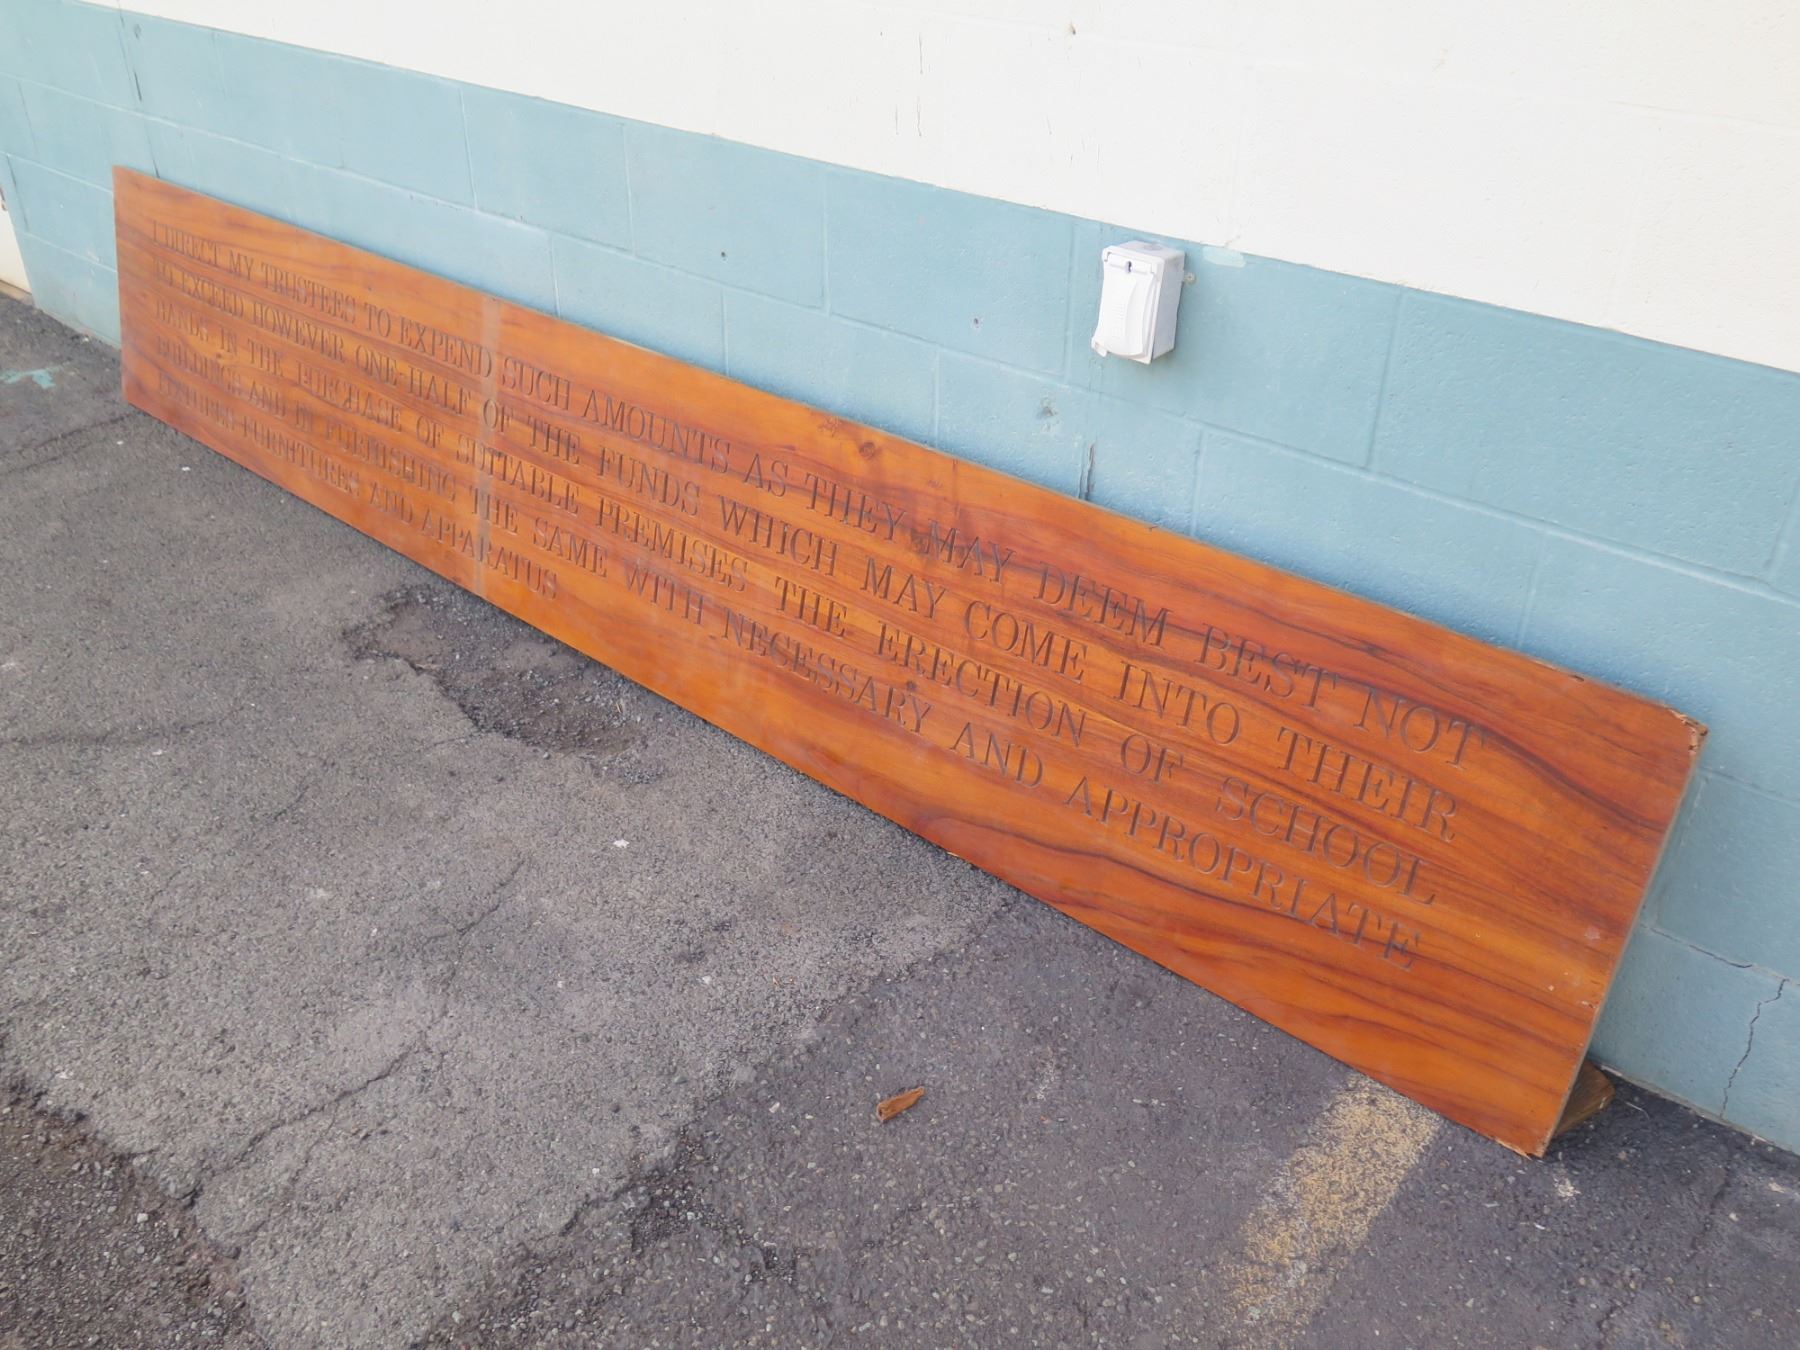 I DIRECT MY TRUSTEES TO EXPEND SUCH AMOUNTS AS THEY MAY DEEM BEST NOT
TO EXCEED HOWEVER ONE-HALF OF THE FUNDS WHICH MAY COME INTO THEIR
HANDS IN THE PURCHASE OF SUITABLE PREMISES THE ERECTION OF SCHOOL
BUILDINGS AND IN FURNISHING THE SAME WITH NECESSARY AND APPROPRIATE
FIXTURES FURNITURES AND APPARATUS